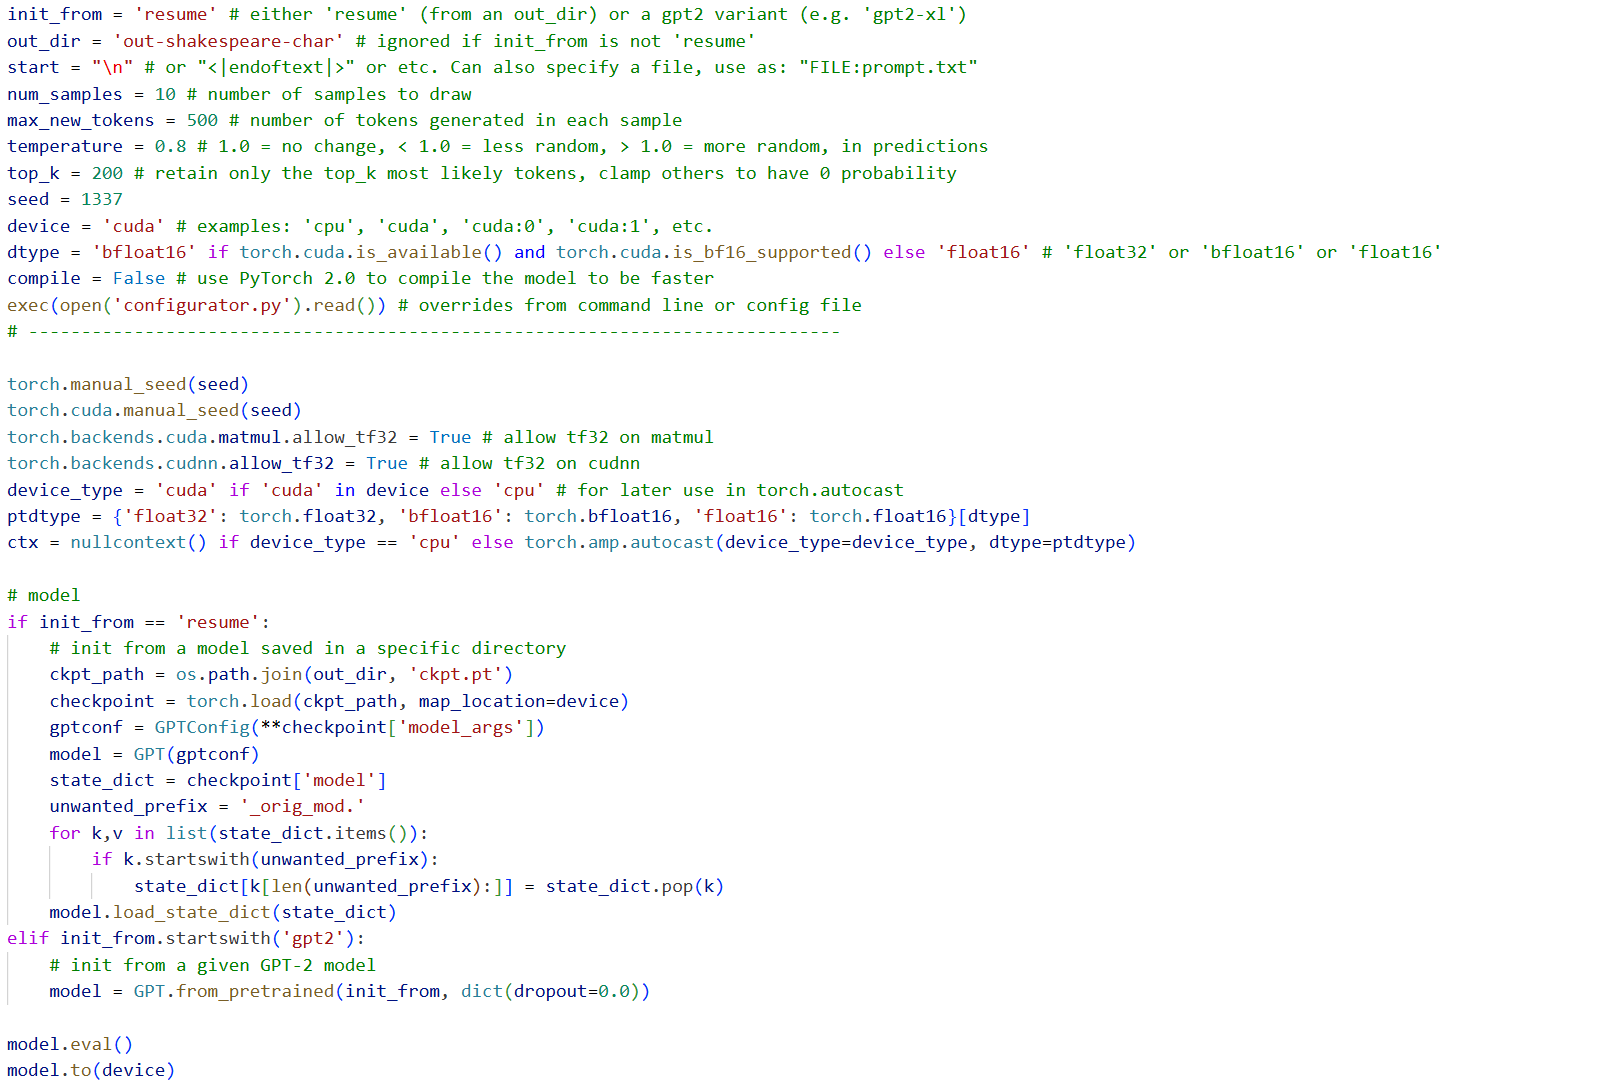 init_from = 'resume' # either 'resume' (from an out_dir) or a gpt2 variant (e.g. 'gpt2-xl')
out_dir = 'out-shakespeare-char' # ignored if init_from is not 'resume'
start = "\n" # or "<|endoftext|>" or etc. Can also specify a file, use as: "FILE:prompt.txt"
num_samples = 10 # number of samples to draw
max_new_tokens = 500 # number of tokens generated in each sample
temperature = 0.8 # 1.0 = no change, < 1.0 = less random, > 1.0 = more random, in predictions
top_k = 200 # retain only the top_k most likely tokens, clamp others to have 0 probability
seed = 1337
device = 'cuda' # examples: 'cpu', 'cuda', 'cuda:0', 'cuda:1', etc.
dtype = 'bfloat16' if torch.cuda.is_available() and torch.cuda.is_bf16_supported() else 'float16' # 'float32' or 'bfloat16' or 'float16'
compile = False # use PyTorch 2.0 to compile the model to be faster
exec(open('configurator.py').read()) # overrides from command line or config file
# -----------------------------------------------------------------------------

torch.manual_seed(seed)
torch.cuda.manual_seed(seed)
torch.backends.cuda.matmul.allow_tf32 = True # allow tf32 on matmul
torch.backends.cudnn.allow_tf32 = True # allow tf32 on cudnn
device_type = 'cuda' if 'cuda' in device else 'cpu' # for later use in torch.autocast
ptdtype = {'float32': torch.float32, 'bfloat16': torch.bfloat16, 'float16': torch.float16}[dtype]
ctx = nullcontext() if device_type == 'cpu' else torch.amp.autocast(device_type=device_type, dtype=ptdtype)

# model
if init_from == 'resume':
    # init from a model saved in a specific directory
    ckpt_path = os.path.join(out_dir, 'ckpt.pt')
    checkpoint = torch.load(ckpt_path, map_location=device)
    gptconf = GPTConfig(**checkpoint['model_args'])
    model = GPT(gptconf)
    state_dict = checkpoint['model']
    unwanted_prefix = '_orig_mod.'
    for k,v in list(state_dict.items()):
        if k.startswith(unwanted_prefix):
            state_dict[k[len(unwanted_prefix):]] = state_dict.pop(k)
    model.load_state_dict(state_dict)
elif init_from.startswith('gpt2'):
    # init from a given GPT-2 model
    model = GPT.from_pretrained(init_from, dict(dropout=0.0))

model.eval()
model.to(device)